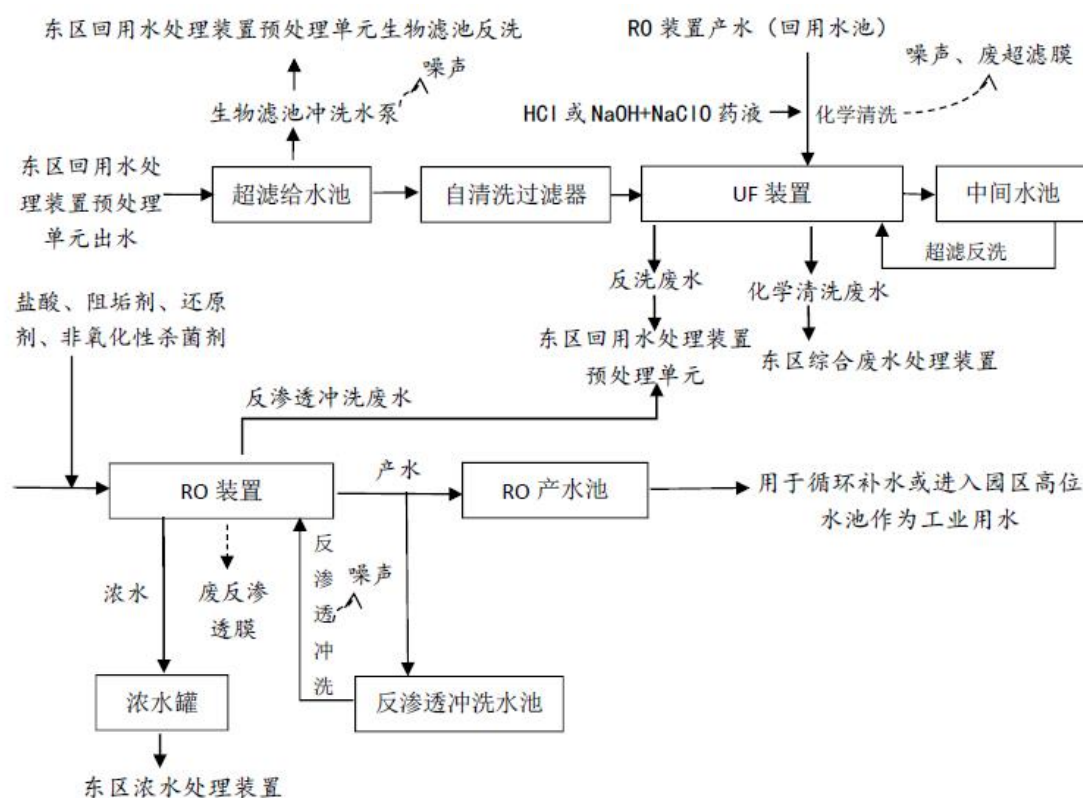 东区回用水处理装置预处理单元生物滤池反洗
RO 装置产水（回用水池）
噪声
噪声、废超滤膜
生物滤池冲洗水泵
HCl 或 NaOH+NaClO 药液
化学清洗
东区回用水处
理装置预处理
单元出水
超滤给水池
自清洗过滤器
UF 装置
中间水池
超滤反洗
反洗废水
化学清洗废水
盐酸、阻垢剂、还原
剂、非氧化性杀菌剂
东区回用水处理装置
预处理单元
东区综合废水处理装置
反渗透冲洗废水
RO 装置
产水
RO 产水池
用于循环补水或进入园区高位
水池作为工业用水
浓水
废反渗
透膜
反
渗
透
冲
洗
噪声
浓水罐
反渗透冲洗水池
东区浓水处理装置